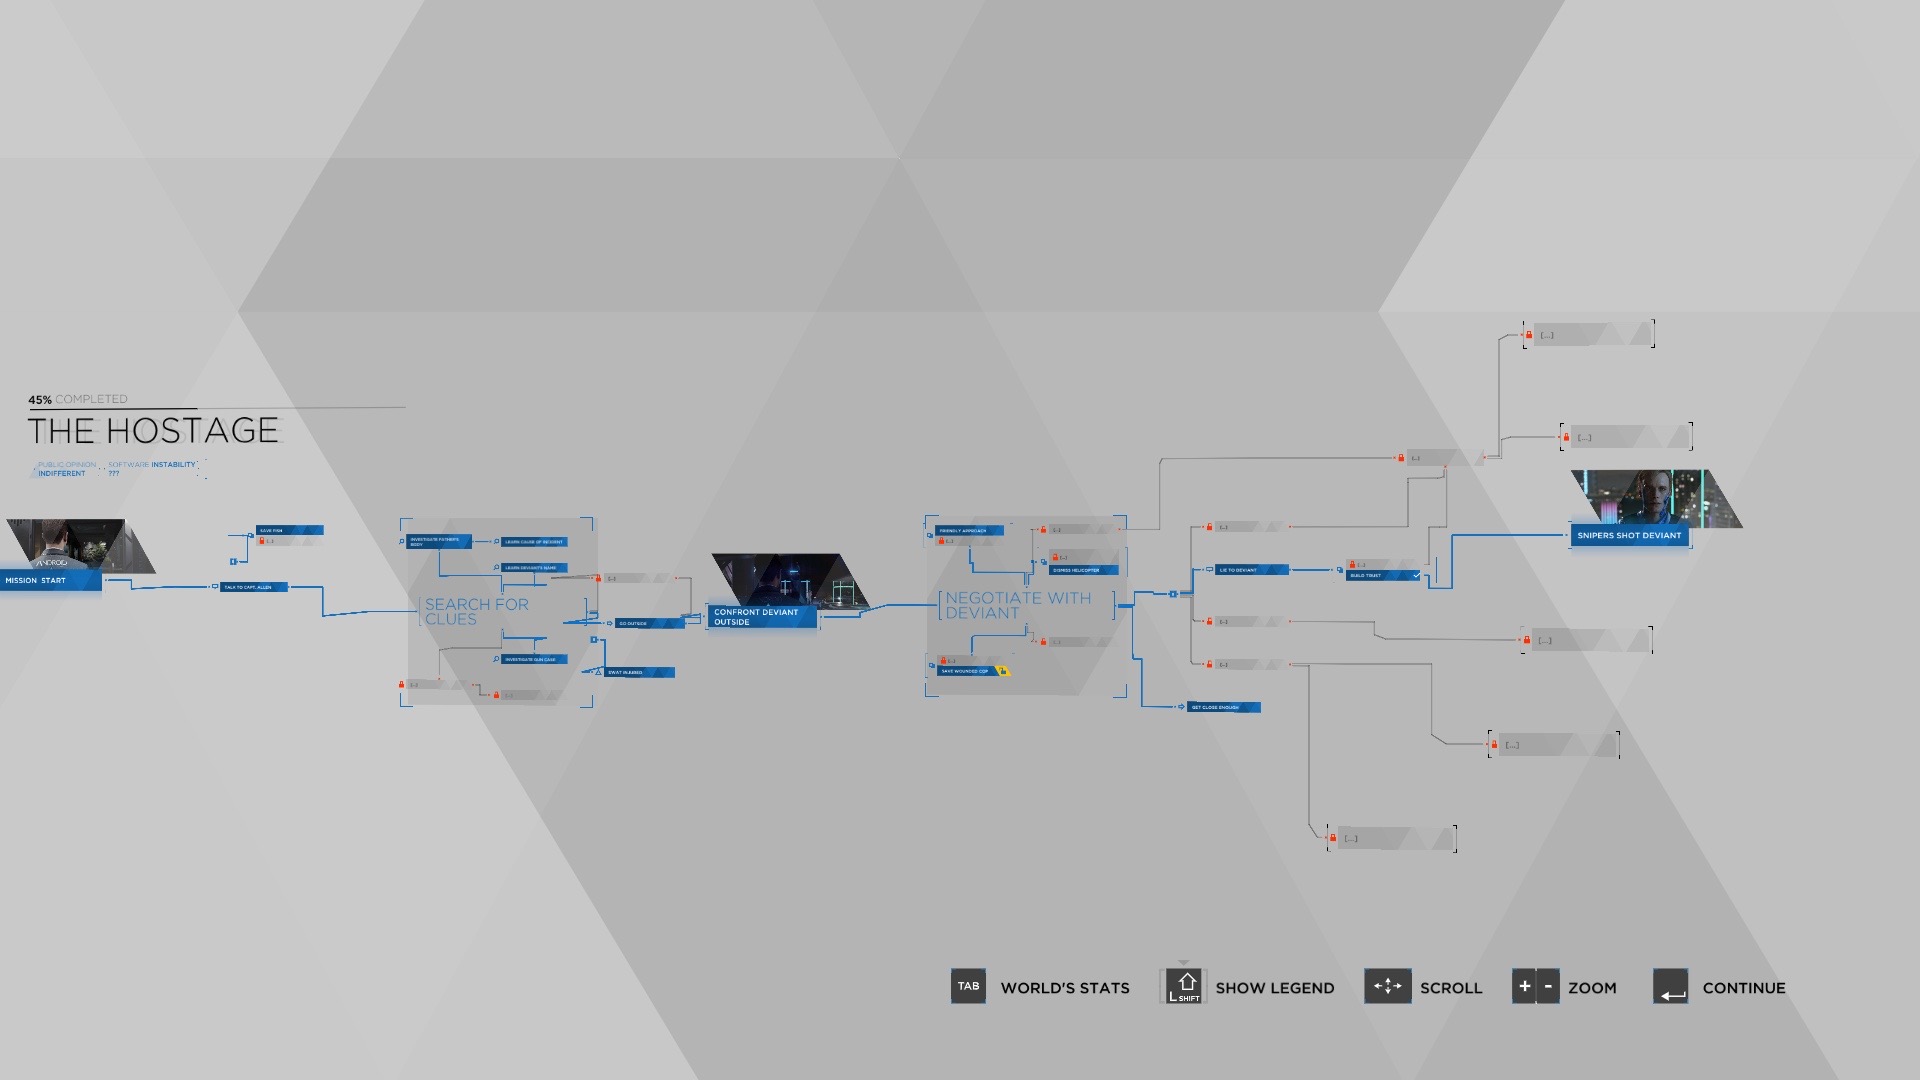 45% COMPLETED
THE HOSTAGE
PUBLIC OPINION
INDIFFERENT
SOFTWARE INSTABILITY
???
ANDROID
MISSION START
SAVE FISH
[...]
TALK TO CAPT. ALLEN
INVESTIGATE FATHER'S
BODY
LEARN CAUSE OF INCIDENT
LEARN DEVIANT'S NAME
SEARCH FOR
CLUES
INVESTIGATE GUN CASE
[...]
[...]
[...]
GO OUTSIDE
SWAT INJURED
CONFRONT DEVIANT
OUTSIDE
FRIENDLY APPROACH
[...]
[...]
[...]
DISMISS HELICOPTER
NEGOTIATE WITH
DEVIANT
[...]
[...]
SAVE WOUNDED COP
[...]
[...]
LIE TO DEVIANT
[...]
BUILD TRUST
[...]
[...]
GET CLOSE ENOUGH
[...]
[...]
SNIPERS SHOT DEVIANT
[...]
[...]
[...]
TAB WORLD'S STATS
L SHIFT SHOW LEGEND
SCROLL
+ - ZOOM
CONTINUE